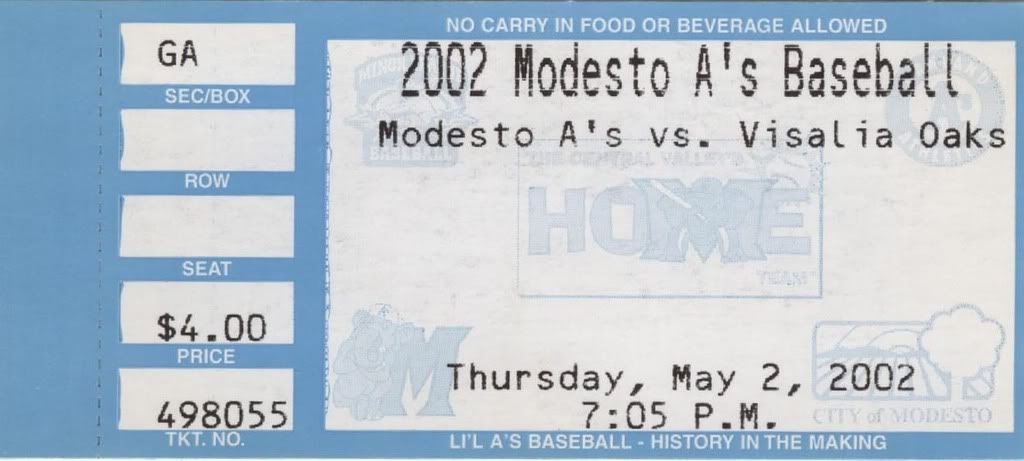 NO CARRY IN FOOD OR BEVERAGE ALLOWED
GA
SEC/BOX
ROW
SEAT
$4.00
PRICE
498055
TKT. NO.
2002 Modesto A's Baseball
Modesto A's vs. Visalia Oaks
THE CENTRAL VALLEY'S
HOME
TEAM
BASEBALL
A's
M
Thursday, May 2, 2002
7:05 P.M.
CITY of MODESTO
LI'L A'S BASEBALL - HISTORY IN THE MAKING